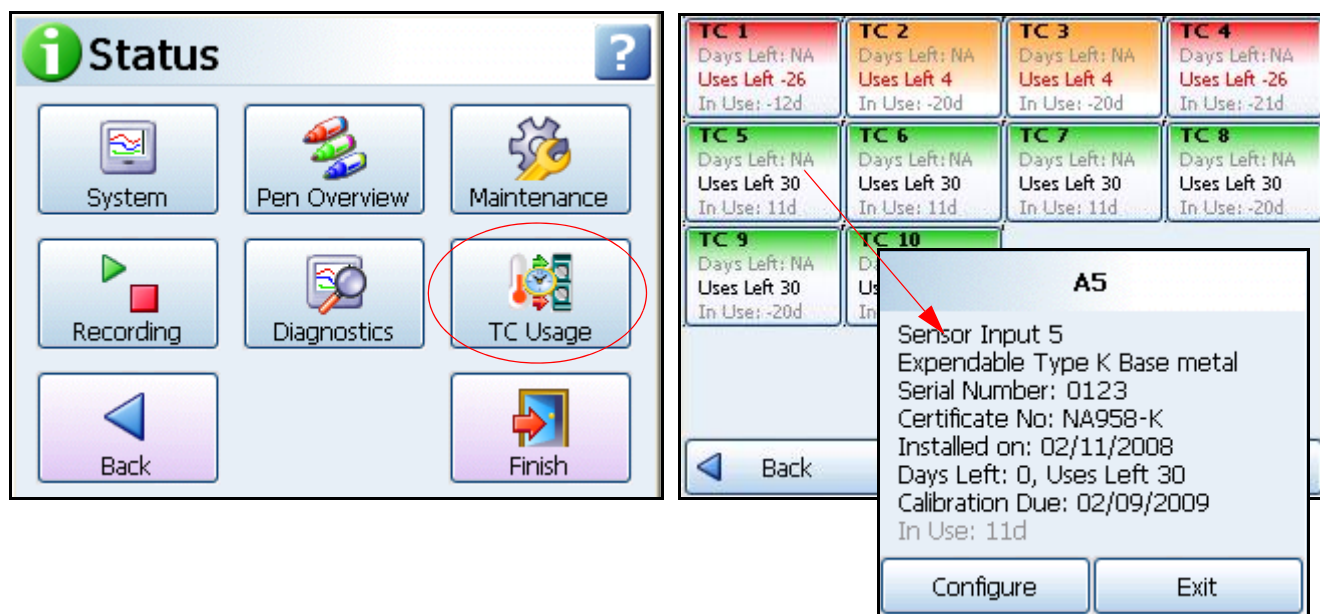 Status
?
System
Pen Overview
Maintenance
Recording
Diagnostics
TC Usage
Back
Finish
TC 1
Days Left: NA
Uses Left -26
In Use: -12d
TC 2
Days Left: NA
Uses Left 4
In Use: -20d
TC 3
Days Left: NA
Uses Left 4
In Use: -20d
TC 4
Days Left: NA
Uses Left -26
In Use: -21d
TC 5
Days Left: NA
Uses Left 30
In Use: 11d
TC 6
Days Left: NA
Uses Left 30
In Use: 11d
TC 7
Days Left: NA
Uses Left 30
In Use: 11d
TC 8
Days Left: NA
Uses Left 30
In Use: -20d
TC 9
Days Left: NA
Uses Left 30
In Use: -20d
TC 10
Back
A5
Sensor Input 5
Expendable Type K Base metal
Serial Number: 0123
Certificate No: NA958-K
Installed on: 02/11/2008
Days Left: 0, Uses Left 30
Calibration Due: 02/09/2009
In Use: 11d
Configure
Exit